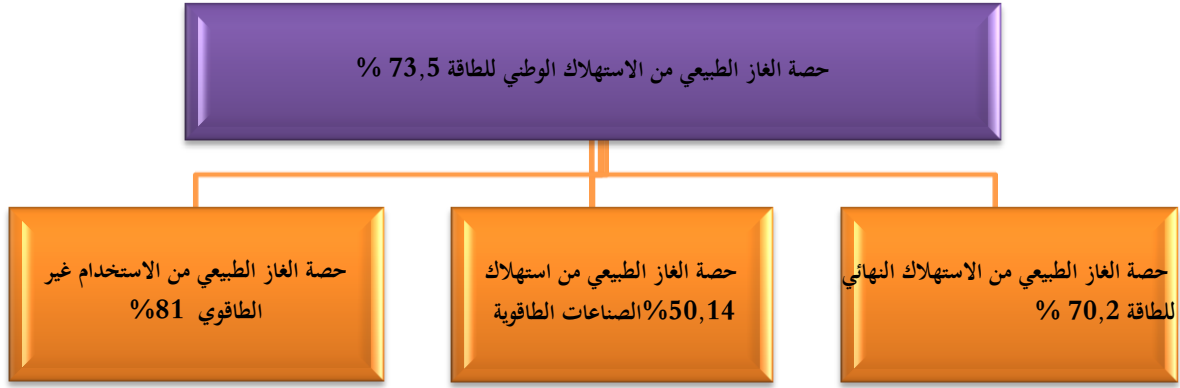 حصة الغاز الطبيعي من الاستهلاك الوطني للطاقة 73,5 %
حصة الغاز الطبيعي من الاستهلاك النهائي
للطاقة 70,2 %
حصة الغاز الطبيعي من استهلاك
الصناعات الطاقوية%50,14
حصة الغاز الطبيعي من الاستخدام غير
الطاقوي 81%